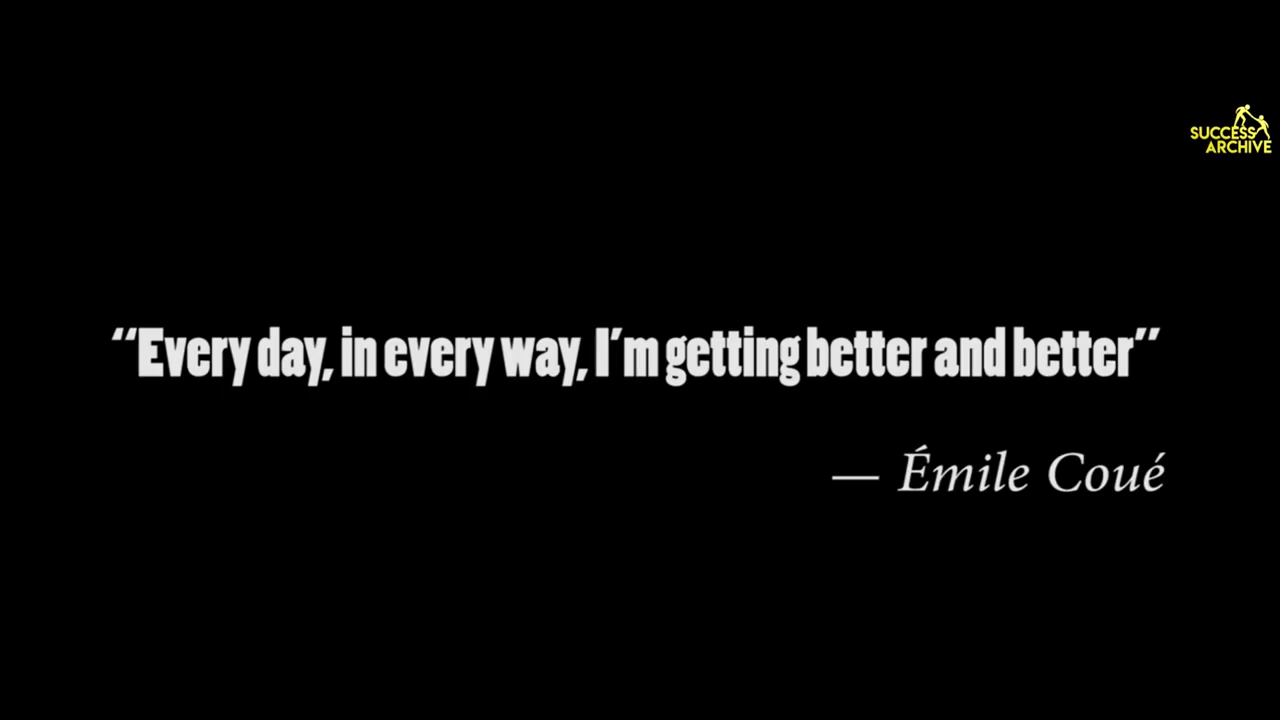 SUCCESS
ARCHIVE
“Every day, in every way, I'm getting better and better”
— Émile Coué